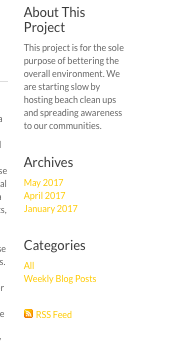 About This
Project
This project is for the sole
purpose of bettering the
overall environment. We
are starting slow by
hosting beach clean ups
and spreading awareness
to our communities.
Archives
May 2017
April 2017
January 2017
Categories
All
Weekly Blog Posts
RSS Feed